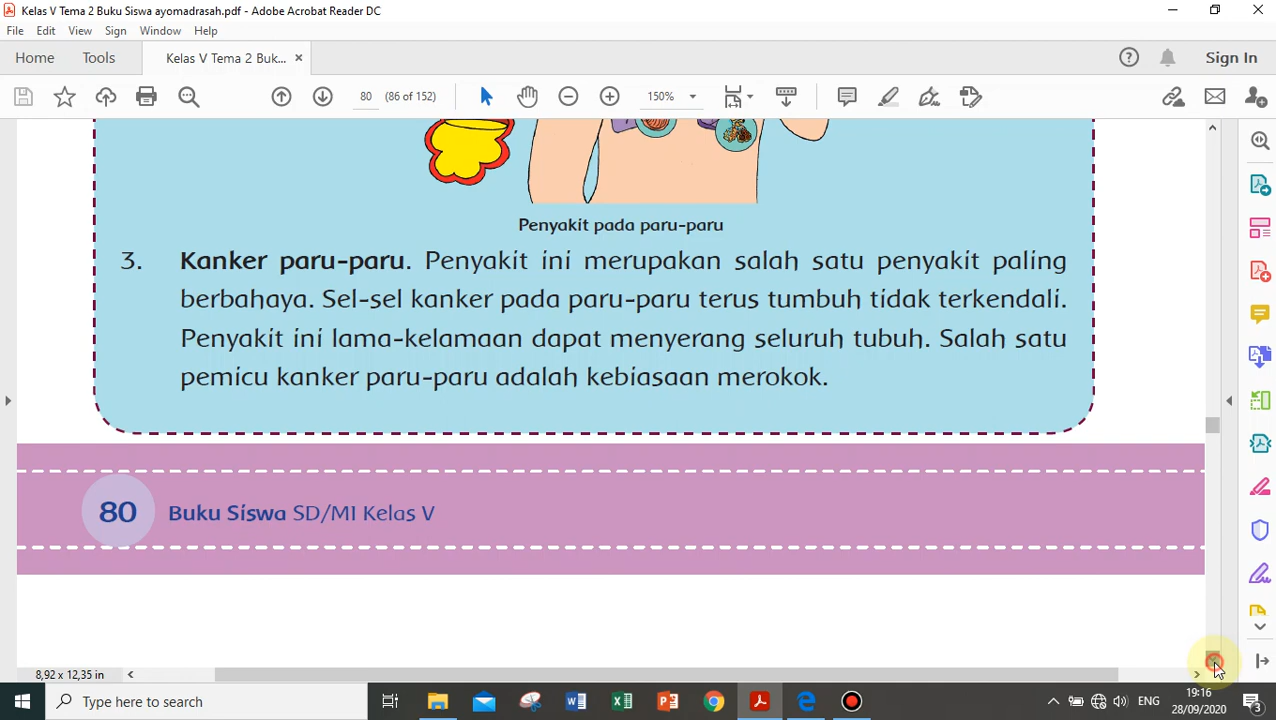 Kelas V Tema 2 Buku Siswa ayomadrasah.pdf - Adobe Acrobat Reader DC
File Edit View Sign Window Help
Home Tools Kelas V Tema 2 Buk... × Sign In
80 (86 of 152) 150%
Penyakit pada paru-paru
3. Kanker paru-paru. Penyakit ini merupakan salah satu penyakit paling
berbahaya. Sel-sel kanker pada paru-paru terus tumbuh tidak terkendali.
Penyakit ini lama-kelamaan dapat menyerang seluruh tubuh. Salah satu
pemicu kanker paru-paru adalah kebiasaan merokok.
80 Buku Siswa SD/MI Kelas V
8,92 x 12,35 in
Type here to search
ENG
19:16
28/09/2020
3